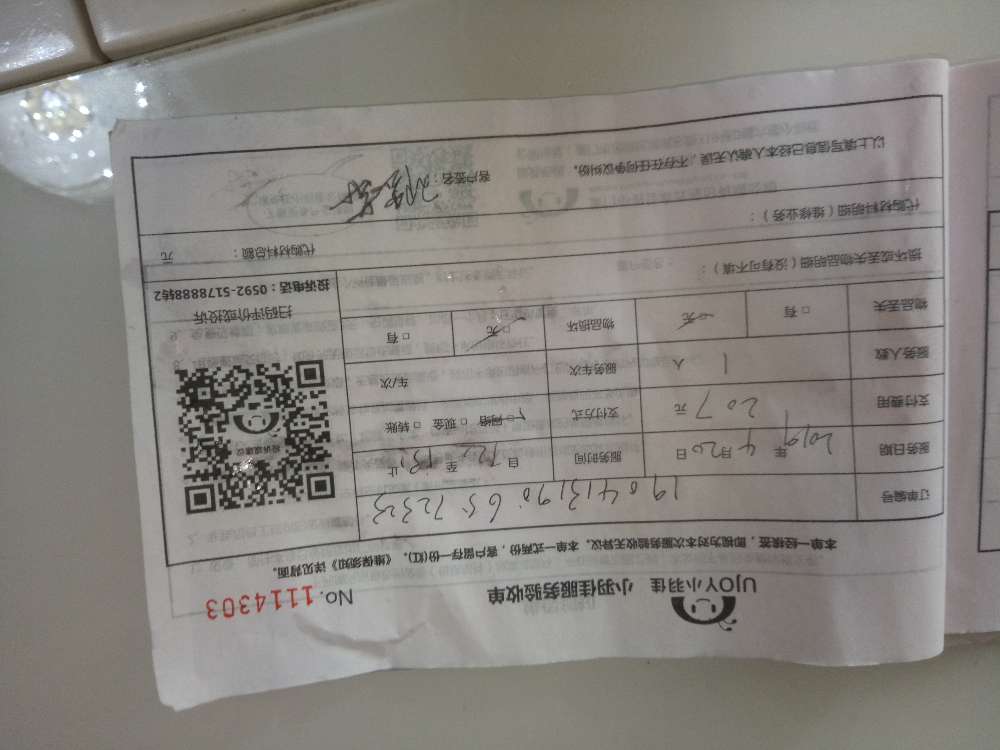 UJOY小羽佳 小羽佳服务验收单 No.1114303
本单一经接签，即视为对本次服务验收无异议。本单一式两份，客户留存一份(红)。《维保须知》详见背面。
订单编号
服务日期 2019 年 4 月 20 日 服务时间 自 至 止
支付费用 207 元 支付方式 网络 □ 现金 □ 转账
服务人数 1 人 服务车次 车/次
物品丢失 □ 有 □ 无 物品损坏 □ 无 □ 有
损坏或丢失物品明细（没有可不填）：
投诉或建议
扫码评价或投诉
投诉电话：0592-5178888转2
代购材料明细（维修业务）：
代购材料总额： 元
以上填写信息已经本人确认无误，不存在任何争议纠纷。 客户签名：